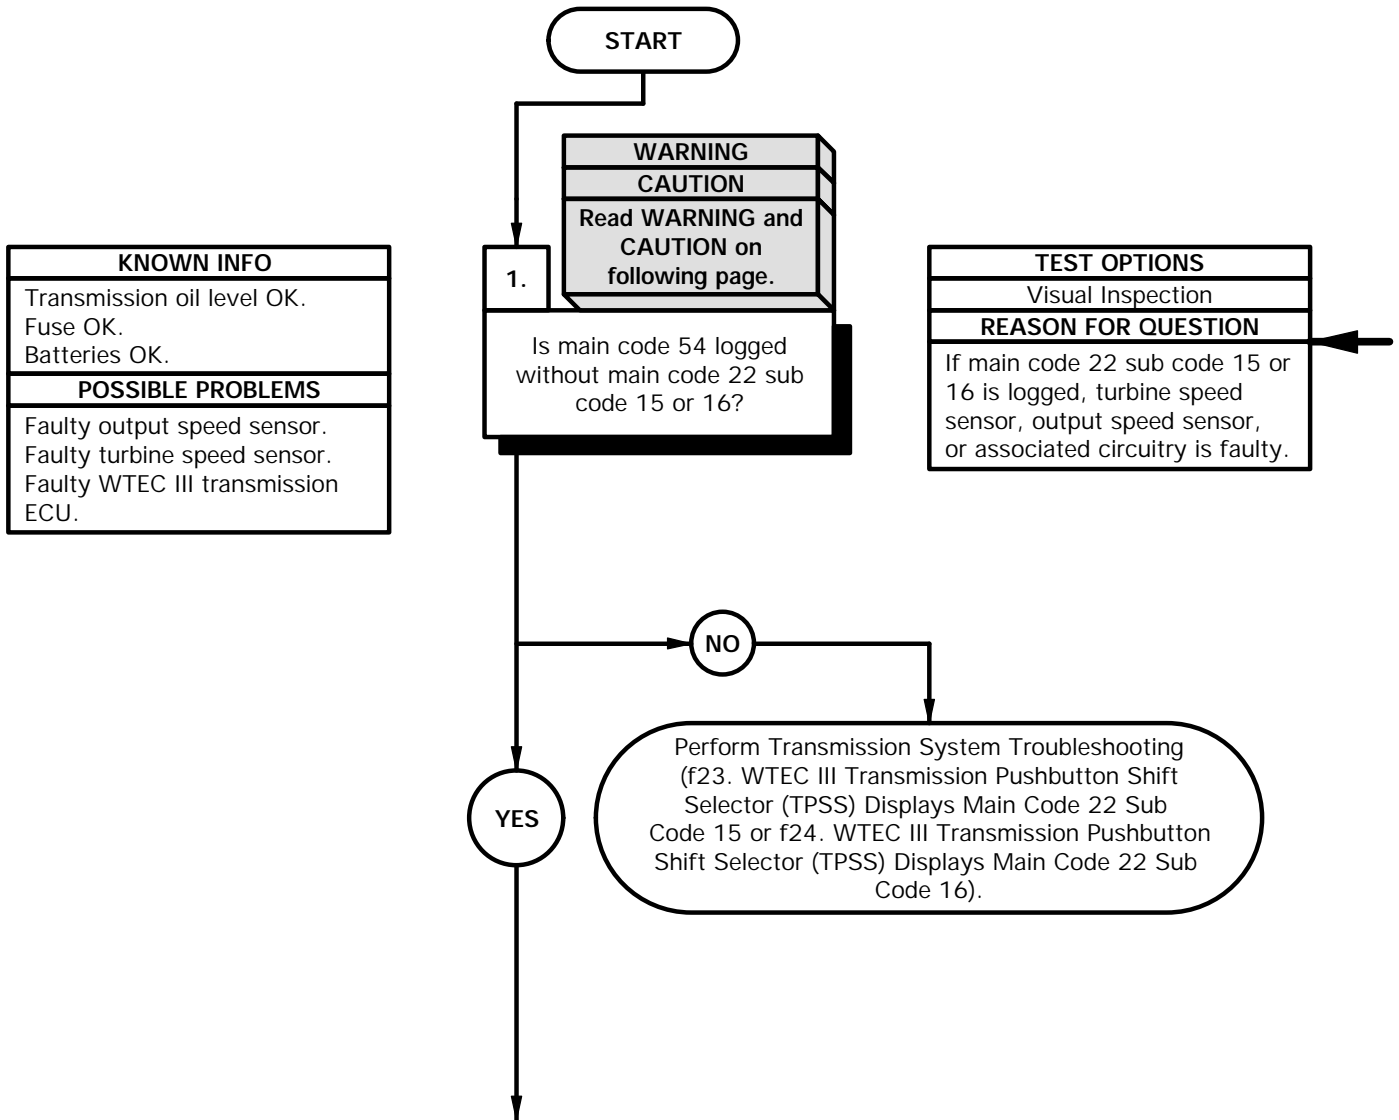 START
WARNING
CAUTION
Read WARNING and
CAUTION on
following page.
1.
Is main code 54 logged
without main code 22 sub
code 15 or 16?
KNOWN INFO
Transmission oil level OK.
Fuse OK.
Batteries OK.
POSSIBLE PROBLEMS
Faulty output speed sensor.
Faulty turbine speed sensor.
Faulty WTEC III transmission
ECU.
TEST OPTIONS
Visual Inspection
REASON FOR QUESTION
If main code 22 sub code 15 or
16 is logged, turbine speed
sensor, output speed sensor,
or associated circuitry is faulty.
NO
Perform Transmission System Troubleshooting
(f23. WTEC III Transmission Pushbutton Shift
Selector (TPSS) Displays Main Code 22 Sub
Code 15 or f24. WTEC III Transmission Pushbutton
Shift Selector (TPSS) Displays Main Code 22 Sub
Code 16).
YES